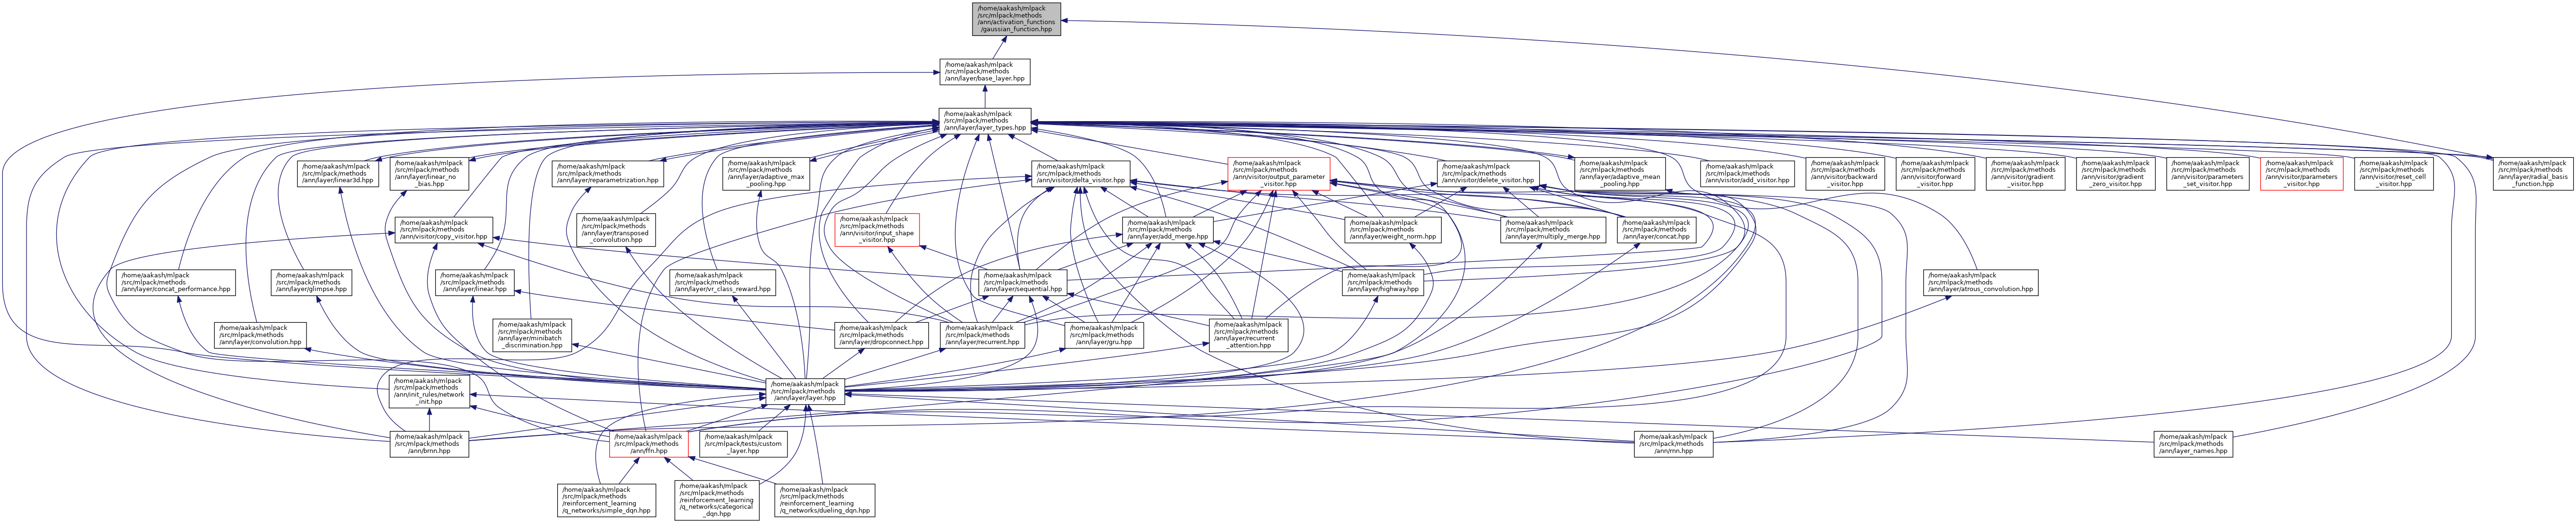 /home/aakash/mlpack
/src/mlpack/methods
/ann/activation_functions
/gaussian_function.hpp
/home/aakash/mlpack
/src/mlpack/methods
/ann/layer/base_layer.hpp
/home/aakash/mlpack
/src/mlpack/methods
/ann/layer/layer_types.hpp
/home/aakash/mlpack
/src/mlpack/methods
/ann/layer/linear3d.hpp
/home/aakash/mlpack
/src/mlpack/methods
/ann/layer/linear_no
_bias.hpp
/home/aakash/mlpack
/src/mlpack/methods
/ann/layer/reparametrization.hpp
/home/aakash/mlpack
/src/mlpack/methods
/ann/layer/adaptive_max
_pooling.hpp
/home/aakash/mlpack
/src/mlpack/methods
/ann/visitor/delta_visitor.hpp
/home/aakash/mlpack
/src/mlpack/methods
/ann/visitor/output_parameter
_visitor.hpp
/home/aakash/mlpack
/src/mlpack/methods
/ann/visitor/delete_visitor.hpp
/home/aakash/mlpack
/src/mlpack/methods
/ann/layer/adaptive_mean
_pooling.hpp
/home/aakash/mlpack
/src/mlpack/methods
/ann/visitor/add_visitor.hpp
/home/aakash/mlpack
/src/mlpack/methods
/ann/visitor/backward
_visitor.hpp
/home/aakash/mlpack
/src/mlpack/methods
/ann/visitor/forward
_visitor.hpp
/home/aakash/mlpack
/src/mlpack/methods
/ann/visitor/gradient
_visitor.hpp
/home/aakash/mlpack
/src/mlpack/methods
/ann/visitor/gradient
_zero_visitor.hpp
/home/aakash/mlpack
/src/mlpack/methods
/ann/visitor/parameters
_set_visitor.hpp
/home/aakash/mlpack
/src/mlpack/methods
/ann/visitor/parameters
_visitor.hpp
/home/aakash/mlpack
/src/mlpack/methods
/ann/visitor/reset_cell
_visitor.hpp
/home/aakash/mlpack
/src/mlpack/methods
/ann/layer/radial_basis
_function.hpp
/home/aakash/mlpack
/src/mlpack/methods
/ann/visitor/copy_visitor.hpp
/home/aakash/mlpack
/src/mlpack/methods
/ann/layer/transposed
_convolution.hpp
/home/aakash/mlpack
/src/mlpack/methods
/ann/visitor/input_shape
_visitor.hpp
/home/aakash/mlpack
/src/mlpack/methods
/ann/layer/add_merge.hpp
/home/aakash/mlpack
/src/mlpack/methods
/ann/layer/weight_norm.hpp
/home/aakash/mlpack
/src/mlpack/methods
/ann/layer/multiply_merge.hpp
/home/aakash/mlpack
/src/mlpack/methods
/ann/layer/concat.hpp
/home/aakash/mlpack
/src/mlpack/methods
/ann/layer/concat_performance.hpp
/home/aakash/mlpack
/src/mlpack/methods
/ann/layer/glimpse.hpp
/home/aakash/mlpack
/src/mlpack/methods
/ann/layer/linear.hpp
/home/aakash/mlpack
/src/mlpack/methods
/ann/layer/vr_class_reward.hpp
/home/aakash/mlpack
/src/mlpack/methods
/ann/layer/sequential.hpp
/home/aakash/mlpack
/src/mlpack/methods
/ann/layer/highway.hpp
/home/aakash/mlpack
/src/mlpack/methods
/ann/layer/atrous_convolution.hpp
/home/aakash/mlpack
/src/mlpack/methods
/ann/layer/convolution.hpp
/home/aakash/mlpack
/src/mlpack/methods
/ann/layer/minibatch
_discrimination.hpp
/home/aakash/mlpack
/src/mlpack/methods
/ann/layer/dropconnect.hpp
/home/aakash/mlpack
/src/mlpack/methods
/ann/layer/recurrent.hpp
/home/aakash/mlpack
/src/mlpack/methods
/ann/layer/gru.hpp
/home/aakash/mlpack
/src/mlpack/methods
/ann/layer/recurrent
_attention.hpp
/home/aakash/mlpack
/src/mlpack/methods
/ann/init_rules/network
_init.hpp
/home/aakash/mlpack
/src/mlpack/methods
/ann/layer/layer.hpp
/home/aakash/mlpack
/src/mlpack/methods
/ann/brnn.hpp
/home/aakash/mlpack
/src/mlpack/methods
/ann/ffn.hpp
/home/aakash/mlpack
/src/mlpack/tests/custom
_layer.hpp
/home/aakash/mlpack
/src/mlpack/methods
/ann/rnn.hpp
/home/aakash/mlpack
/src/mlpack/methods
/ann/layer_names.hpp
/home/aakash/mlpack
/src/mlpack/methods
/reinforcement_learning
/q_networks/simple_dqn.hpp
/home/aakash/mlpack
/src/mlpack/methods
/reinforcement_learning
/q_networks/categorical
_dqn.hpp
/home/aakash/mlpack
/src/mlpack/methods
/reinforcement_learning
/q_networks/dueling_dqn.hpp